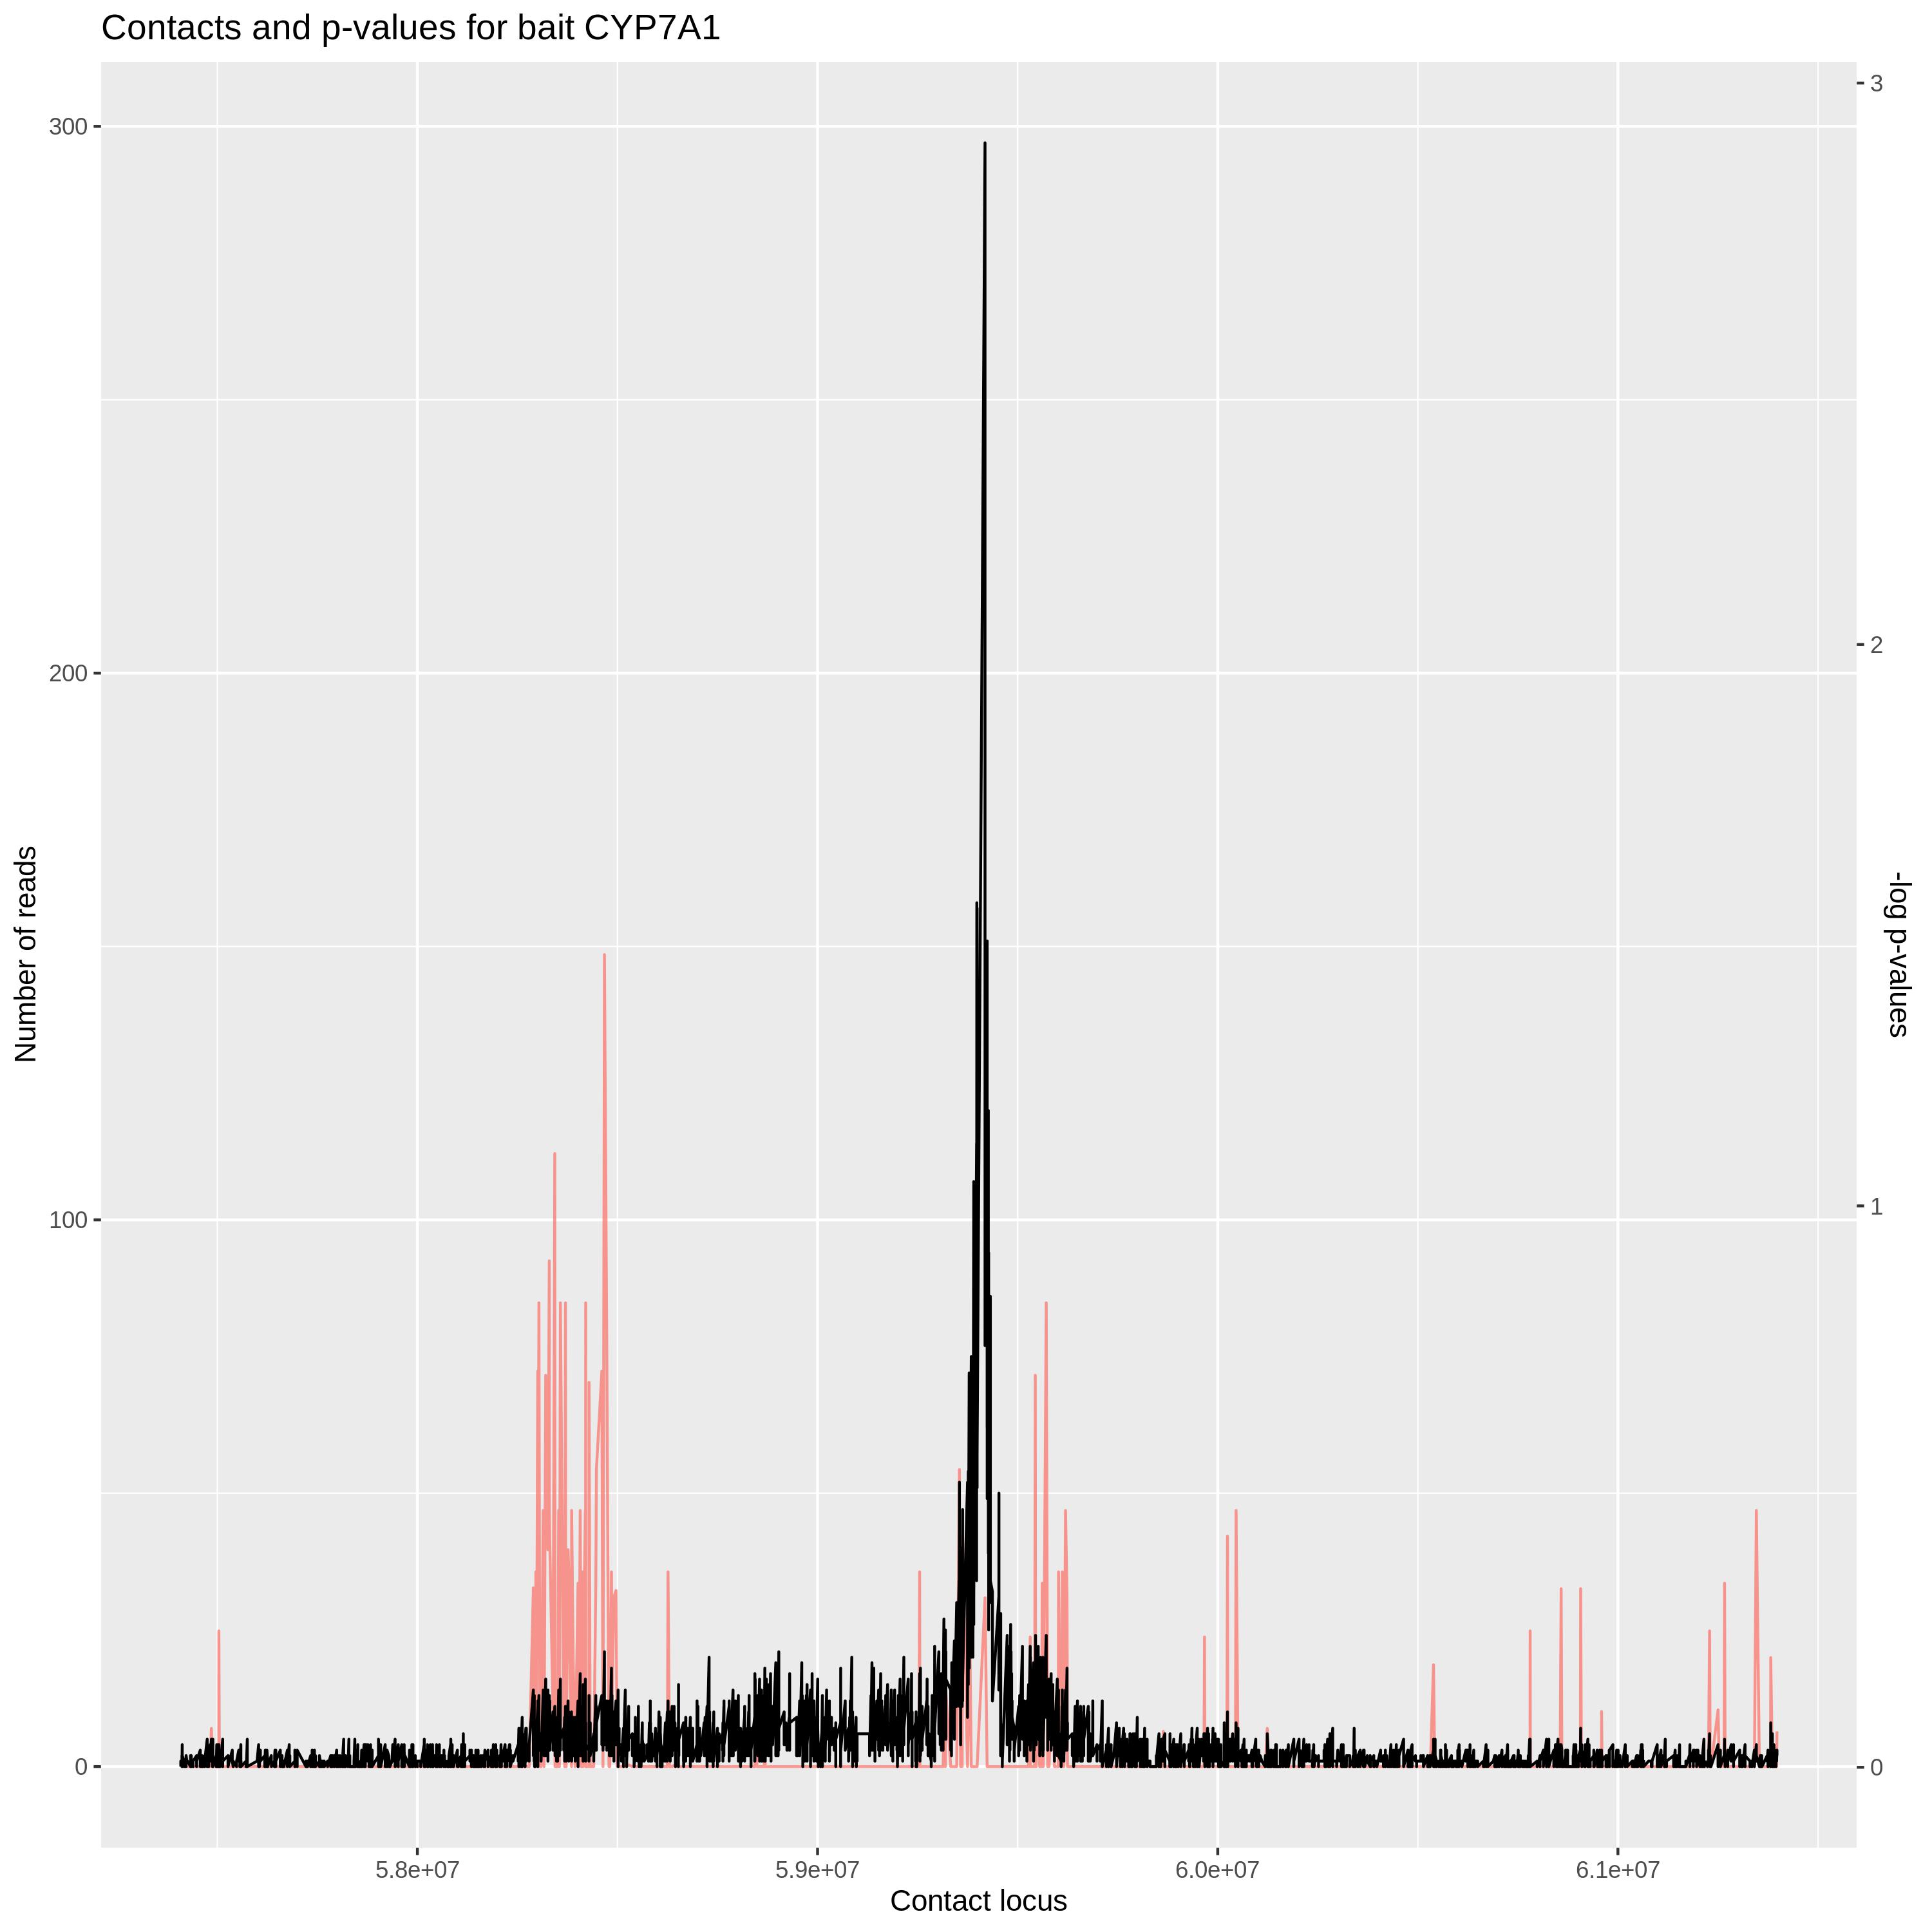 Contacts and p-values for bait CYP7A1
300
200
100
0
Number of reads
3
2
1
0
-log p-values
5.8e+07
5.9e+07
6.0e+07
6.1e+07
Contact locus